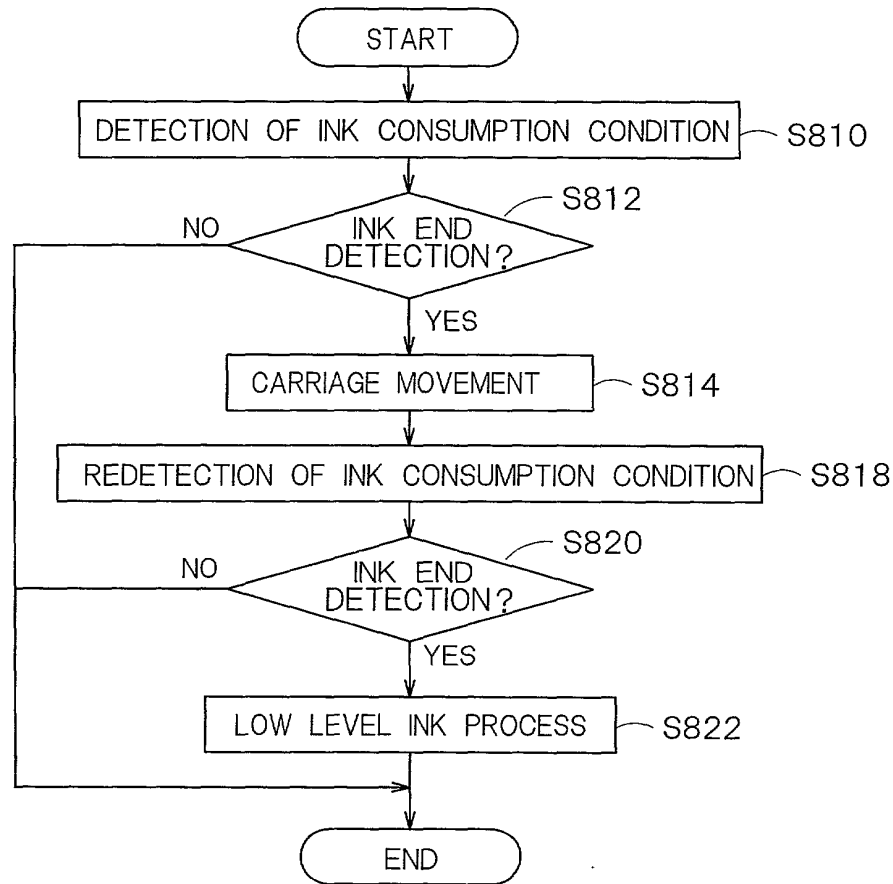 START
DETECTION OF INK CONSUMPTION CONDITION
S810
S812
NO
INK END
DETECTION?
YES
CARRIAGE MOVEMENT
S814
REDETECTION OF INK CONSUMPTION CONDITION
S818
S820
NO
INK END
DETECTION?
YES
LOW LEVEL INK PROCESS
S822
END